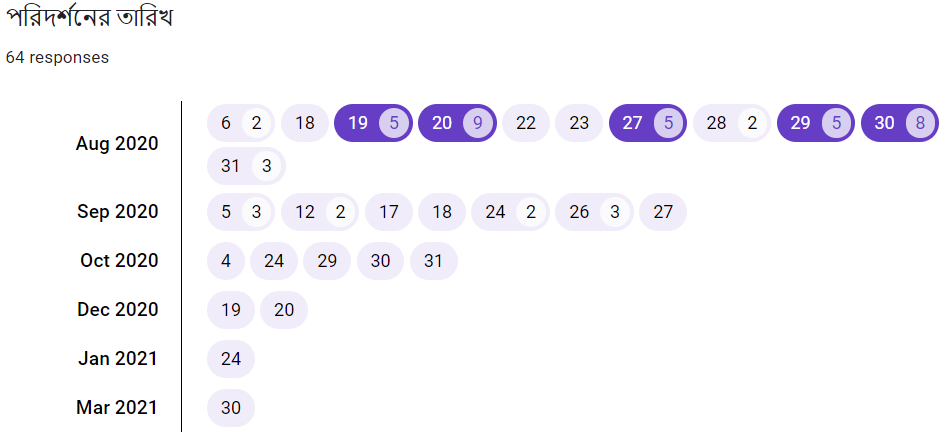 পরিদর্শনের তারিখ
64 responses
Aug 2020 6 2 18 19 5 20 9 22 23 27 5 28 2 29 5 30 8
31 3
Sep 2020 5 3 12 2 17 18 24 2 26 3 27
Oct 2020 4 24 29 30 31
Dec 2020 19 20
Jan 2021 24
Mar 2021 30